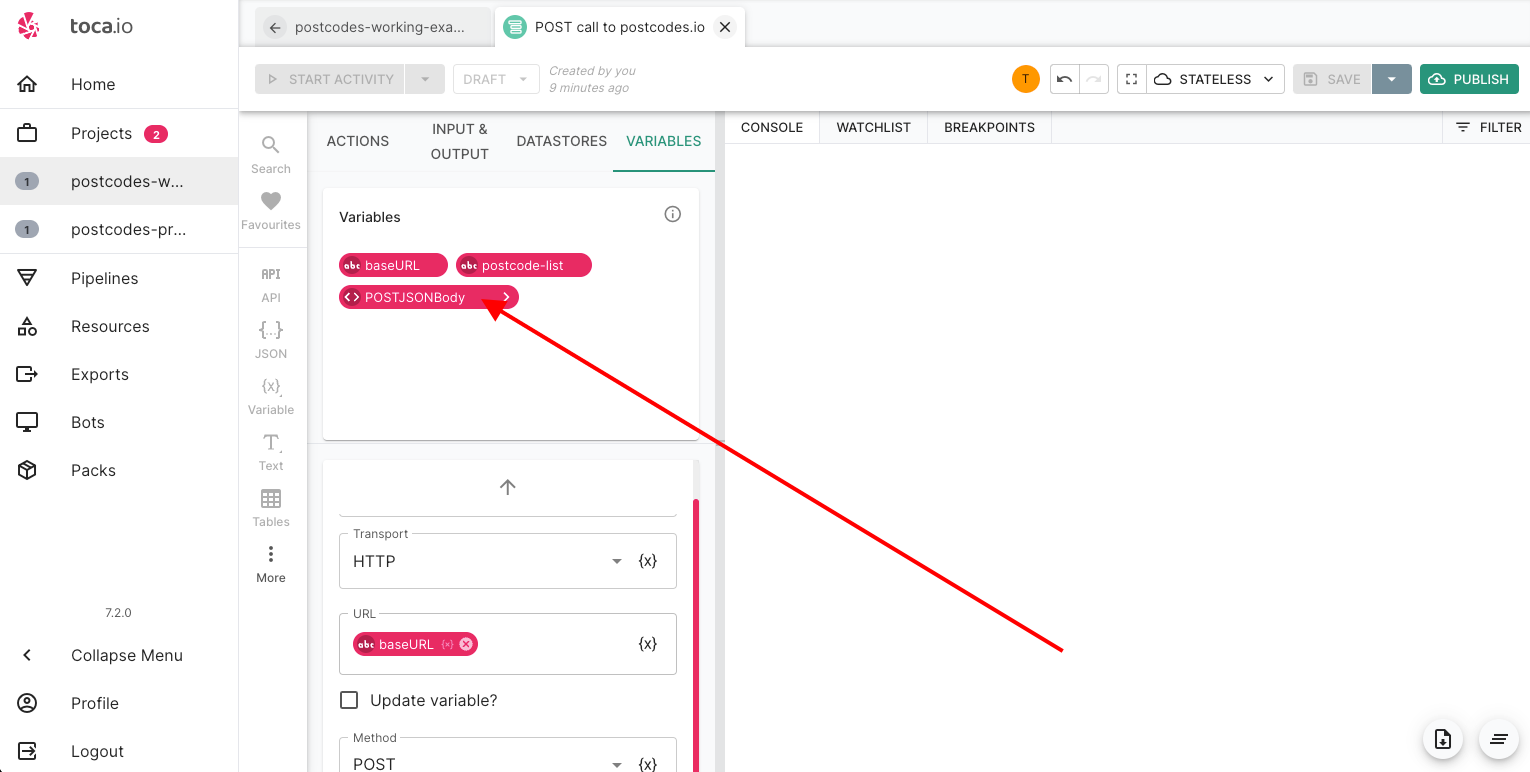 toca.io
Home
Projects 2
1 postcodes-w...
1 postcodes-pr...
Pipelines
Resources
Exports
Bots
Packs
7.2.0
Collapse Menu
Profile
Logout
postcodes-working-exa...
POST call to postcodes.io
START ACTIVITY
DRAFT
Created by you
9 minutes ago
T
STATELESS
SAVE
PUBLISH
Search
Favourites
API
API
{...}
JSON
{x}
Variable
T
Text
Tables
More
ACTIONS
INPUT &
OUTPUT
DATASTORES
VARIABLES
Variables
abc baseURL
abc postcode-list
<> POSTJSONBody
Transport
HTTP
{x}
URL
abc baseURL {x}
{x}
Update variable?
Method
POST
{x}
CONSOLE
WATCHLIST
BREAKPOINTS
FILTER